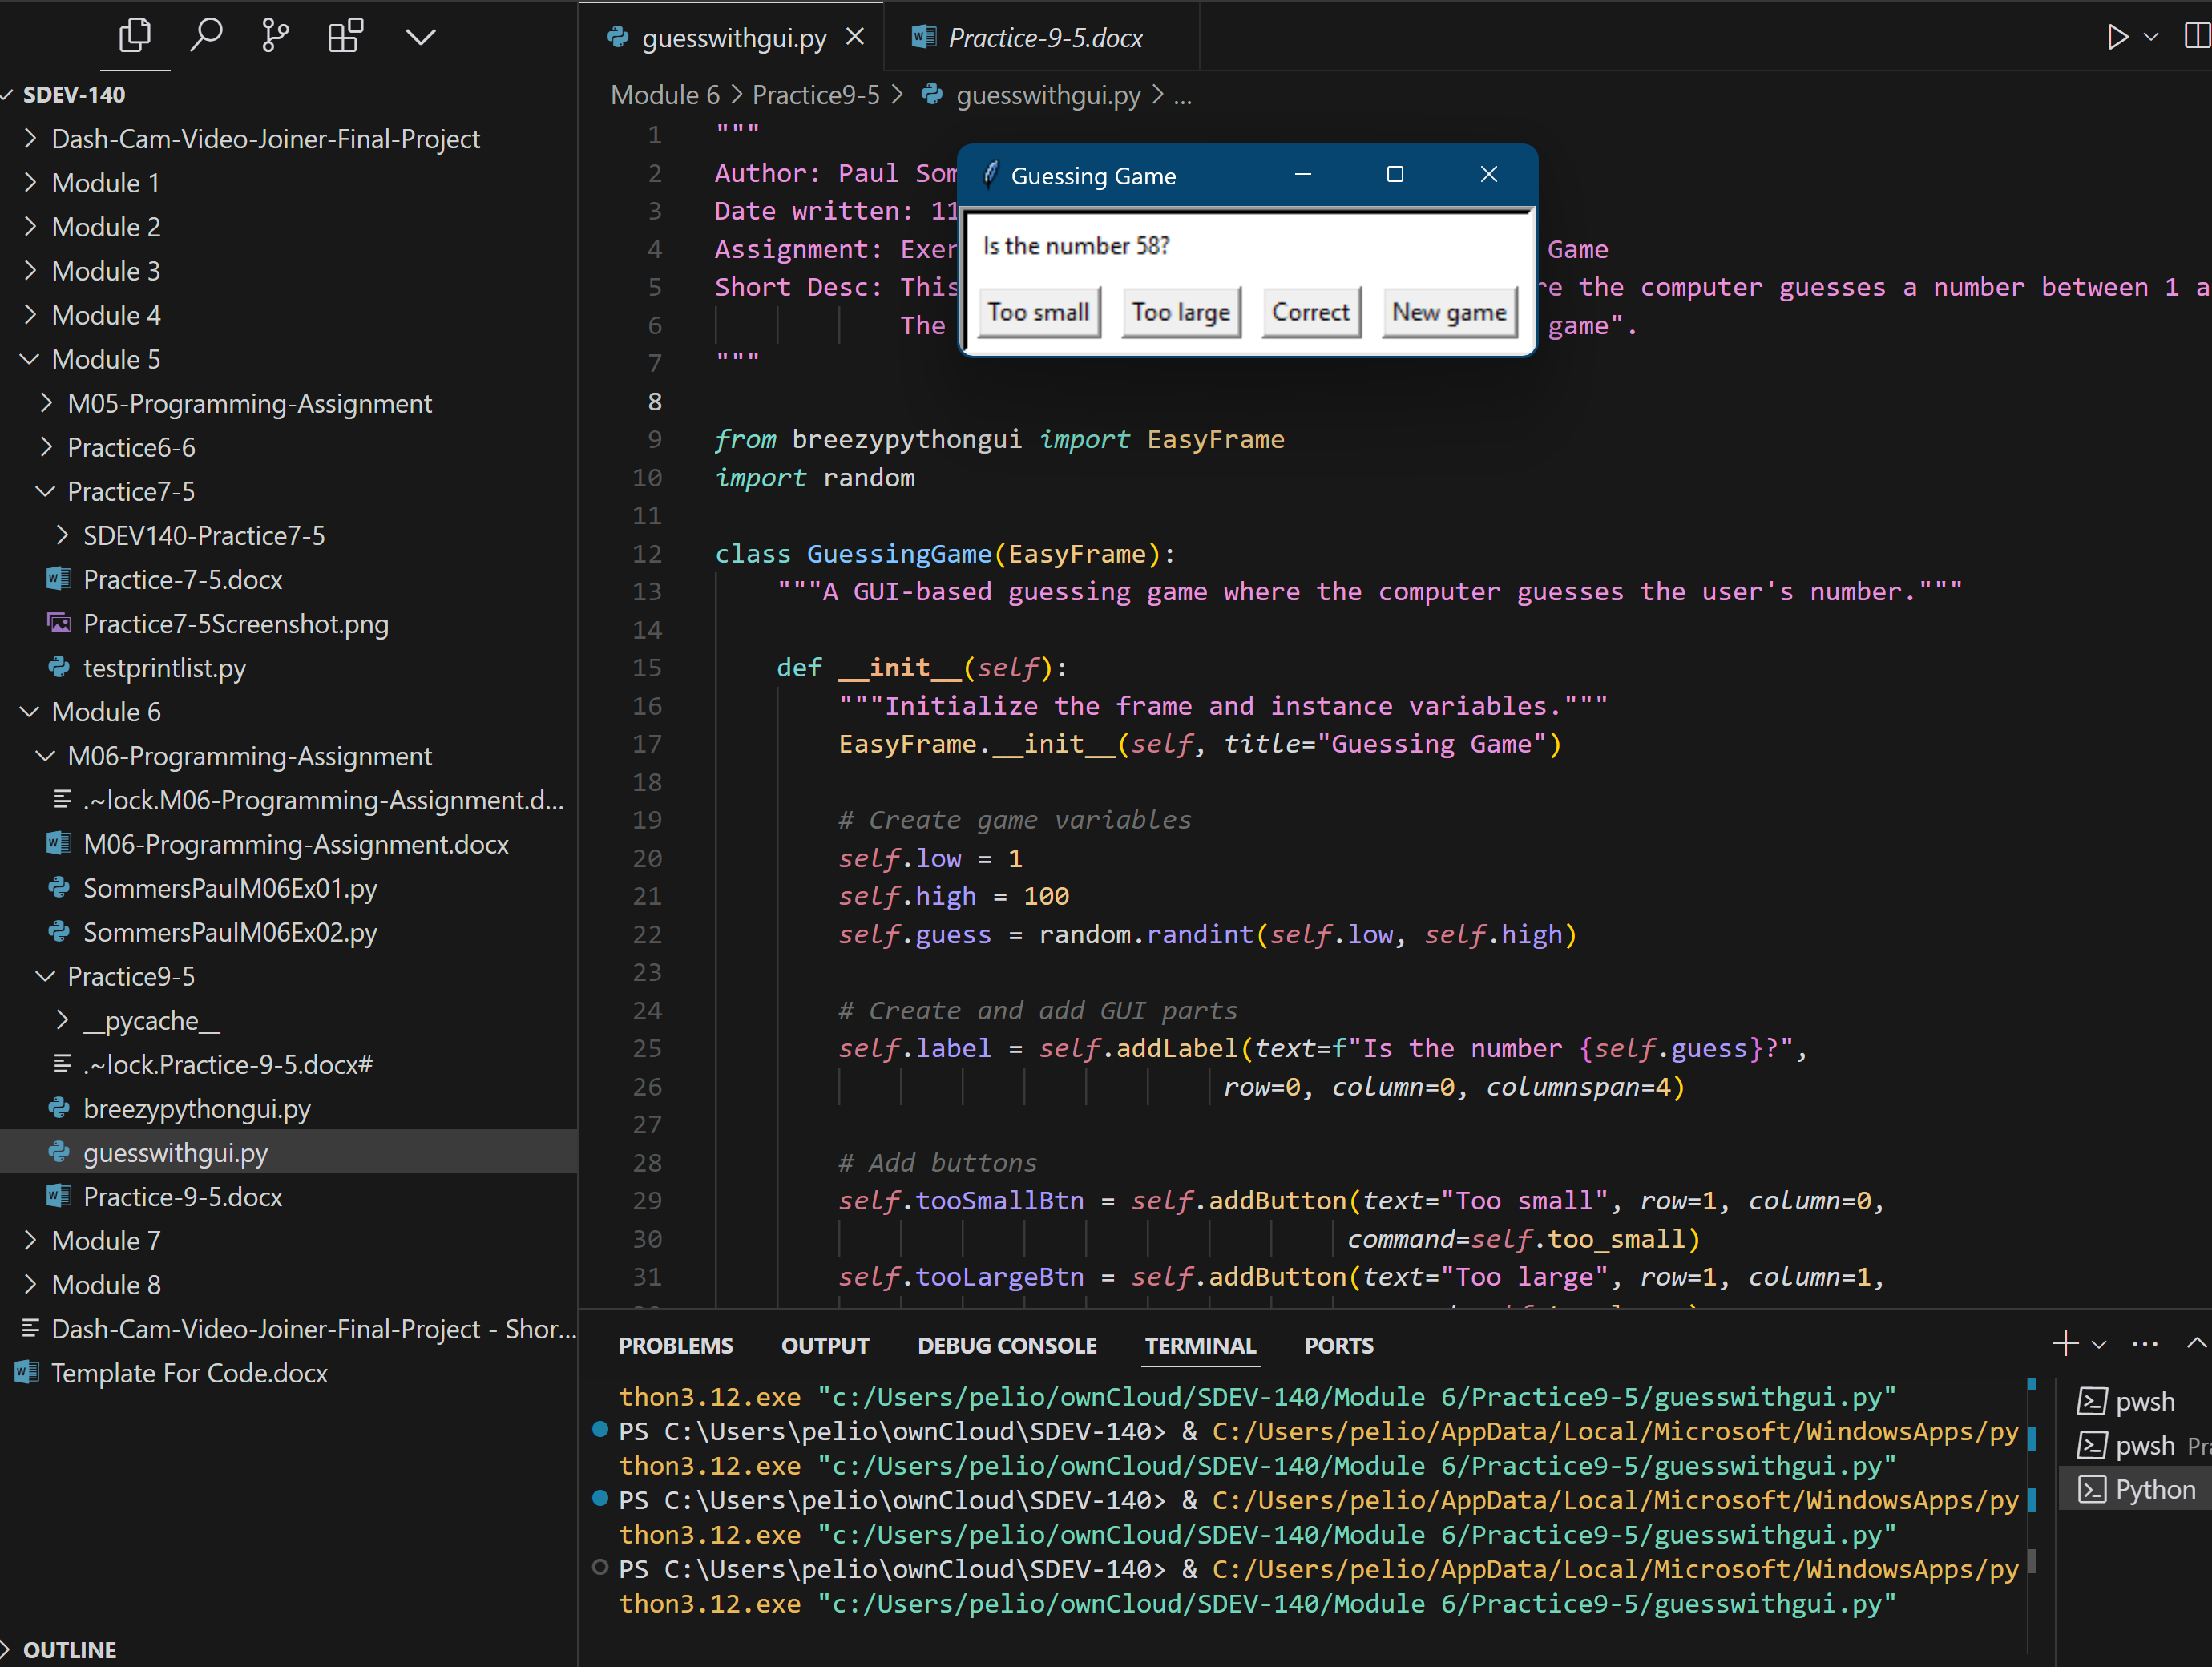 SDEV-140
Dash-Cam-Video-Joiner-Final-Project
Module 1
Module 2
Module 3
Module 4
Module 5
M05-Programming-Assignment
Practice6-6
Practice7-5
SDEV140-Practice7-5
Practice-7-5.docx
Practice7-5Screenshot.png
testprintlist.py
Module 6
M06-Programming-Assignment
.~lock.M06-Programming-Assignment.d...
M06-Programming-Assignment.docx
SommersPaulM06Ex01.py
SommersPaulM06Ex02.py
Practice9-5
__pycache__
.~lock.Practice-9-5.docx#
breezypythongui.py
guesswithgui.py
Practice-9-5.docx
Module 7
Module 8
Dash-Cam-Video-Joiner-Final-Project - Shor...
Template For Code.docx
OUTLINE
guesswithgui.py
Practice-9-5.docx
Module 6 > Practice9-5 > guesswithgui.py > ...
1 """
2 Author: Paul Som
3 Date written: 11
4 Assignment: Exer Game
5 Short Desc: This re the computer guesses a number between 1 a
6 The game".
7 """
8
9 from breezypythongui import EasyFrame
10 import random
11
12 class GuessingGame(EasyFrame):
13 """A GUI-based guessing game where the computer guesses the user's number."""
14
15 def __init__(self):
16 """Initialize the frame and instance variables."""
17 EasyFrame.__init__(self, title="Guessing Game")
18
19 # Create game variables
20 self.low = 1
21 self.high = 100
22 self.guess = random.randint(self.low, self.high)
23
24 # Create and add GUI parts
25 self.label = self.addLabel(text=f"Is the number {self.guess}?",
26 row=0, column=0, columnspan=4)
27
28 # Add buttons
29 self.tooSmallBtn = self.addButton(text="Too small", row=1, column=0,
30 command=self.too_small)
31 self.tooLargeBtn = self.addButton(text="Too large", row=1, column=1,
Guessing Game
Is the number 58?
Too small Too large Correct New game
PROBLEMS OUTPUT DEBUG CONSOLE TERMINAL PORTS
thon3.12.exe "c:/Users/pelio/ownCloud/SDEV-140/Module 6/Practice9-5/guesswithgui.py"
PS C:\Users\pelio\ownCloud\SDEV-140> & C:/Users/pelio/AppData/Local/Microsoft/WindowsApps/py
thon3.12.exe "c:/Users/pelio/ownCloud/SDEV-140/Module 6/Practice9-5/guesswithgui.py"
PS C:\Users\pelio\ownCloud\SDEV-140> & C:/Users/pelio/AppData/Local/Microsoft/WindowsApps/py
thon3.12.exe "c:/Users/pelio/ownCloud/SDEV-140/Module 6/Practice9-5/guesswithgui.py"
PS C:\Users\pelio\ownCloud\SDEV-140> & C:/Users/pelio/AppData/Local/Microsoft/WindowsApps/py
thon3.12.exe "c:/Users/pelio/ownCloud/SDEV-140/Module 6/Practice9-5/guesswithgui.py"
pwsh
pwsh Pra
Python